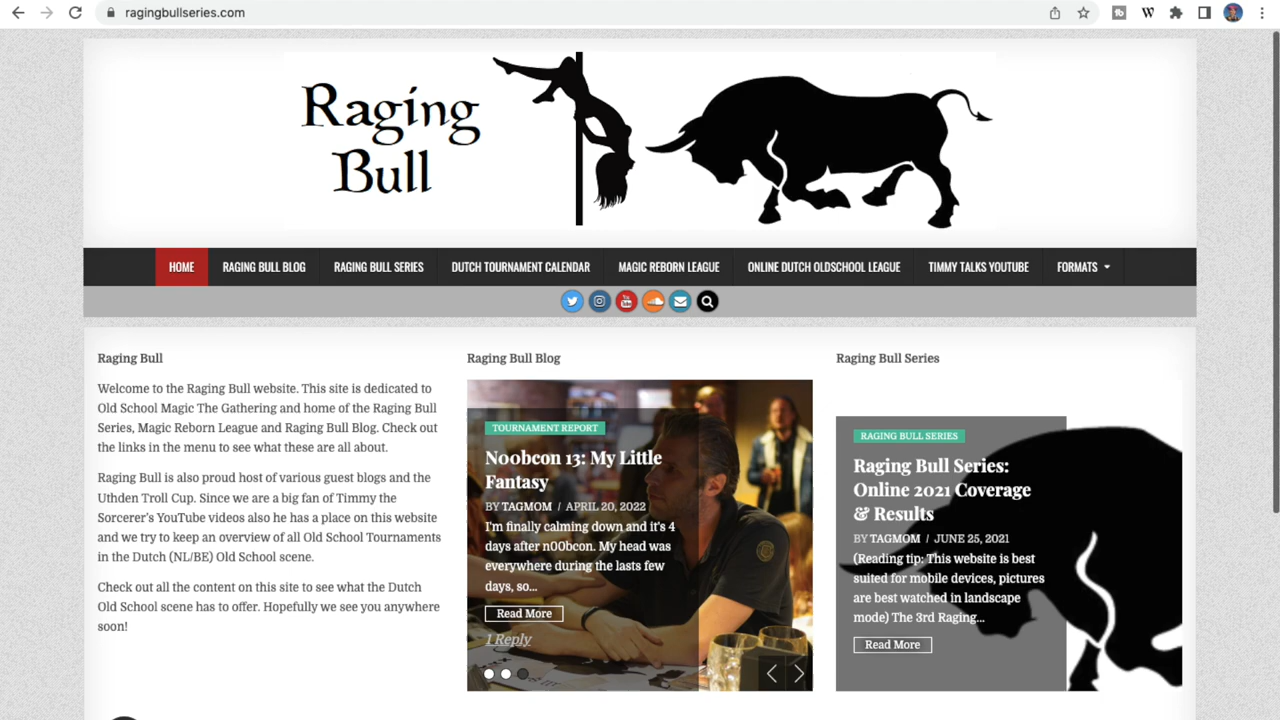 ragingbullseries.com
Raging
Bull
HOME
RAGING BULL BLOG
RAGING BULL SERIES
DUTCH TOURNAMENT CALENDAR
MAGIC REBORN LEAGUE
ONLINE DUTCH OLDSCHOOL LEAGUE
TIMMY TALKS YOUTUBE
FORMATS
Raging Bull
Welcome to the Raging Bull website. This site is dedicated to
Old School Magic The Gathering and home of the Raging Bull
Series, Magic Reborn League and Raging Bull Blog. Check out
the links in the menu to see what these are all about.
Raging Bull is also proud host of various guest blogs and the
Uthden Troll Cup. Since we are a big fan of Timmy the
Sorcerer's YouTube videos also he has a place on this website
and we try to keep an overview of all Old School Tournaments
in the Dutch (NL/BE) Old School scene.
Check out all the content on this site to see what the Dutch
Old School scene has to offer. Hopefully we see you anywhere
soon!
Raging Bull Blog
TOURNAMENT REPORT
Noobcon 13: My Little
Fantasy
BY TAGMOM / APRIL 20, 2022
I'm finally calming down and it's 4
days after n00bcon. My head was
everywhere during the lasts few
days, so...
Read More
1 Reply
Raging Bull Series
RAGING BULL SERIES
Raging Bull Series:
Online 2021 Coverage
& Results
BY TAGMOM / JUNE 25, 2021
(Reading tip: This website is best
suited for mobile devices, pictures
are best watched in landscape
mode) The 3rd Raging...
Read More